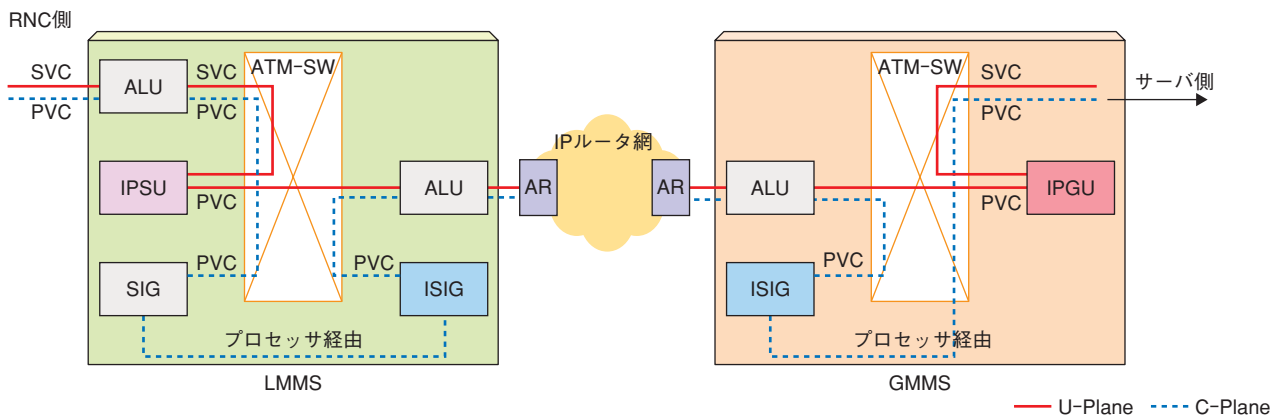 RNC側
SVC
PVC
ALU
SVC
PVC
ATM-SW
IPSU
PVC
ALU
SIG
PVC
PVC
ISIG
プロセッサ経由
LMMS
AR
IPルータ網
AR
ATM-SW
SVC
PVC
サーバ側
ALU
PVC
IPGU
ISIG
PVC
プロセッサ経由
GMMS
U-Plane
C-Plane